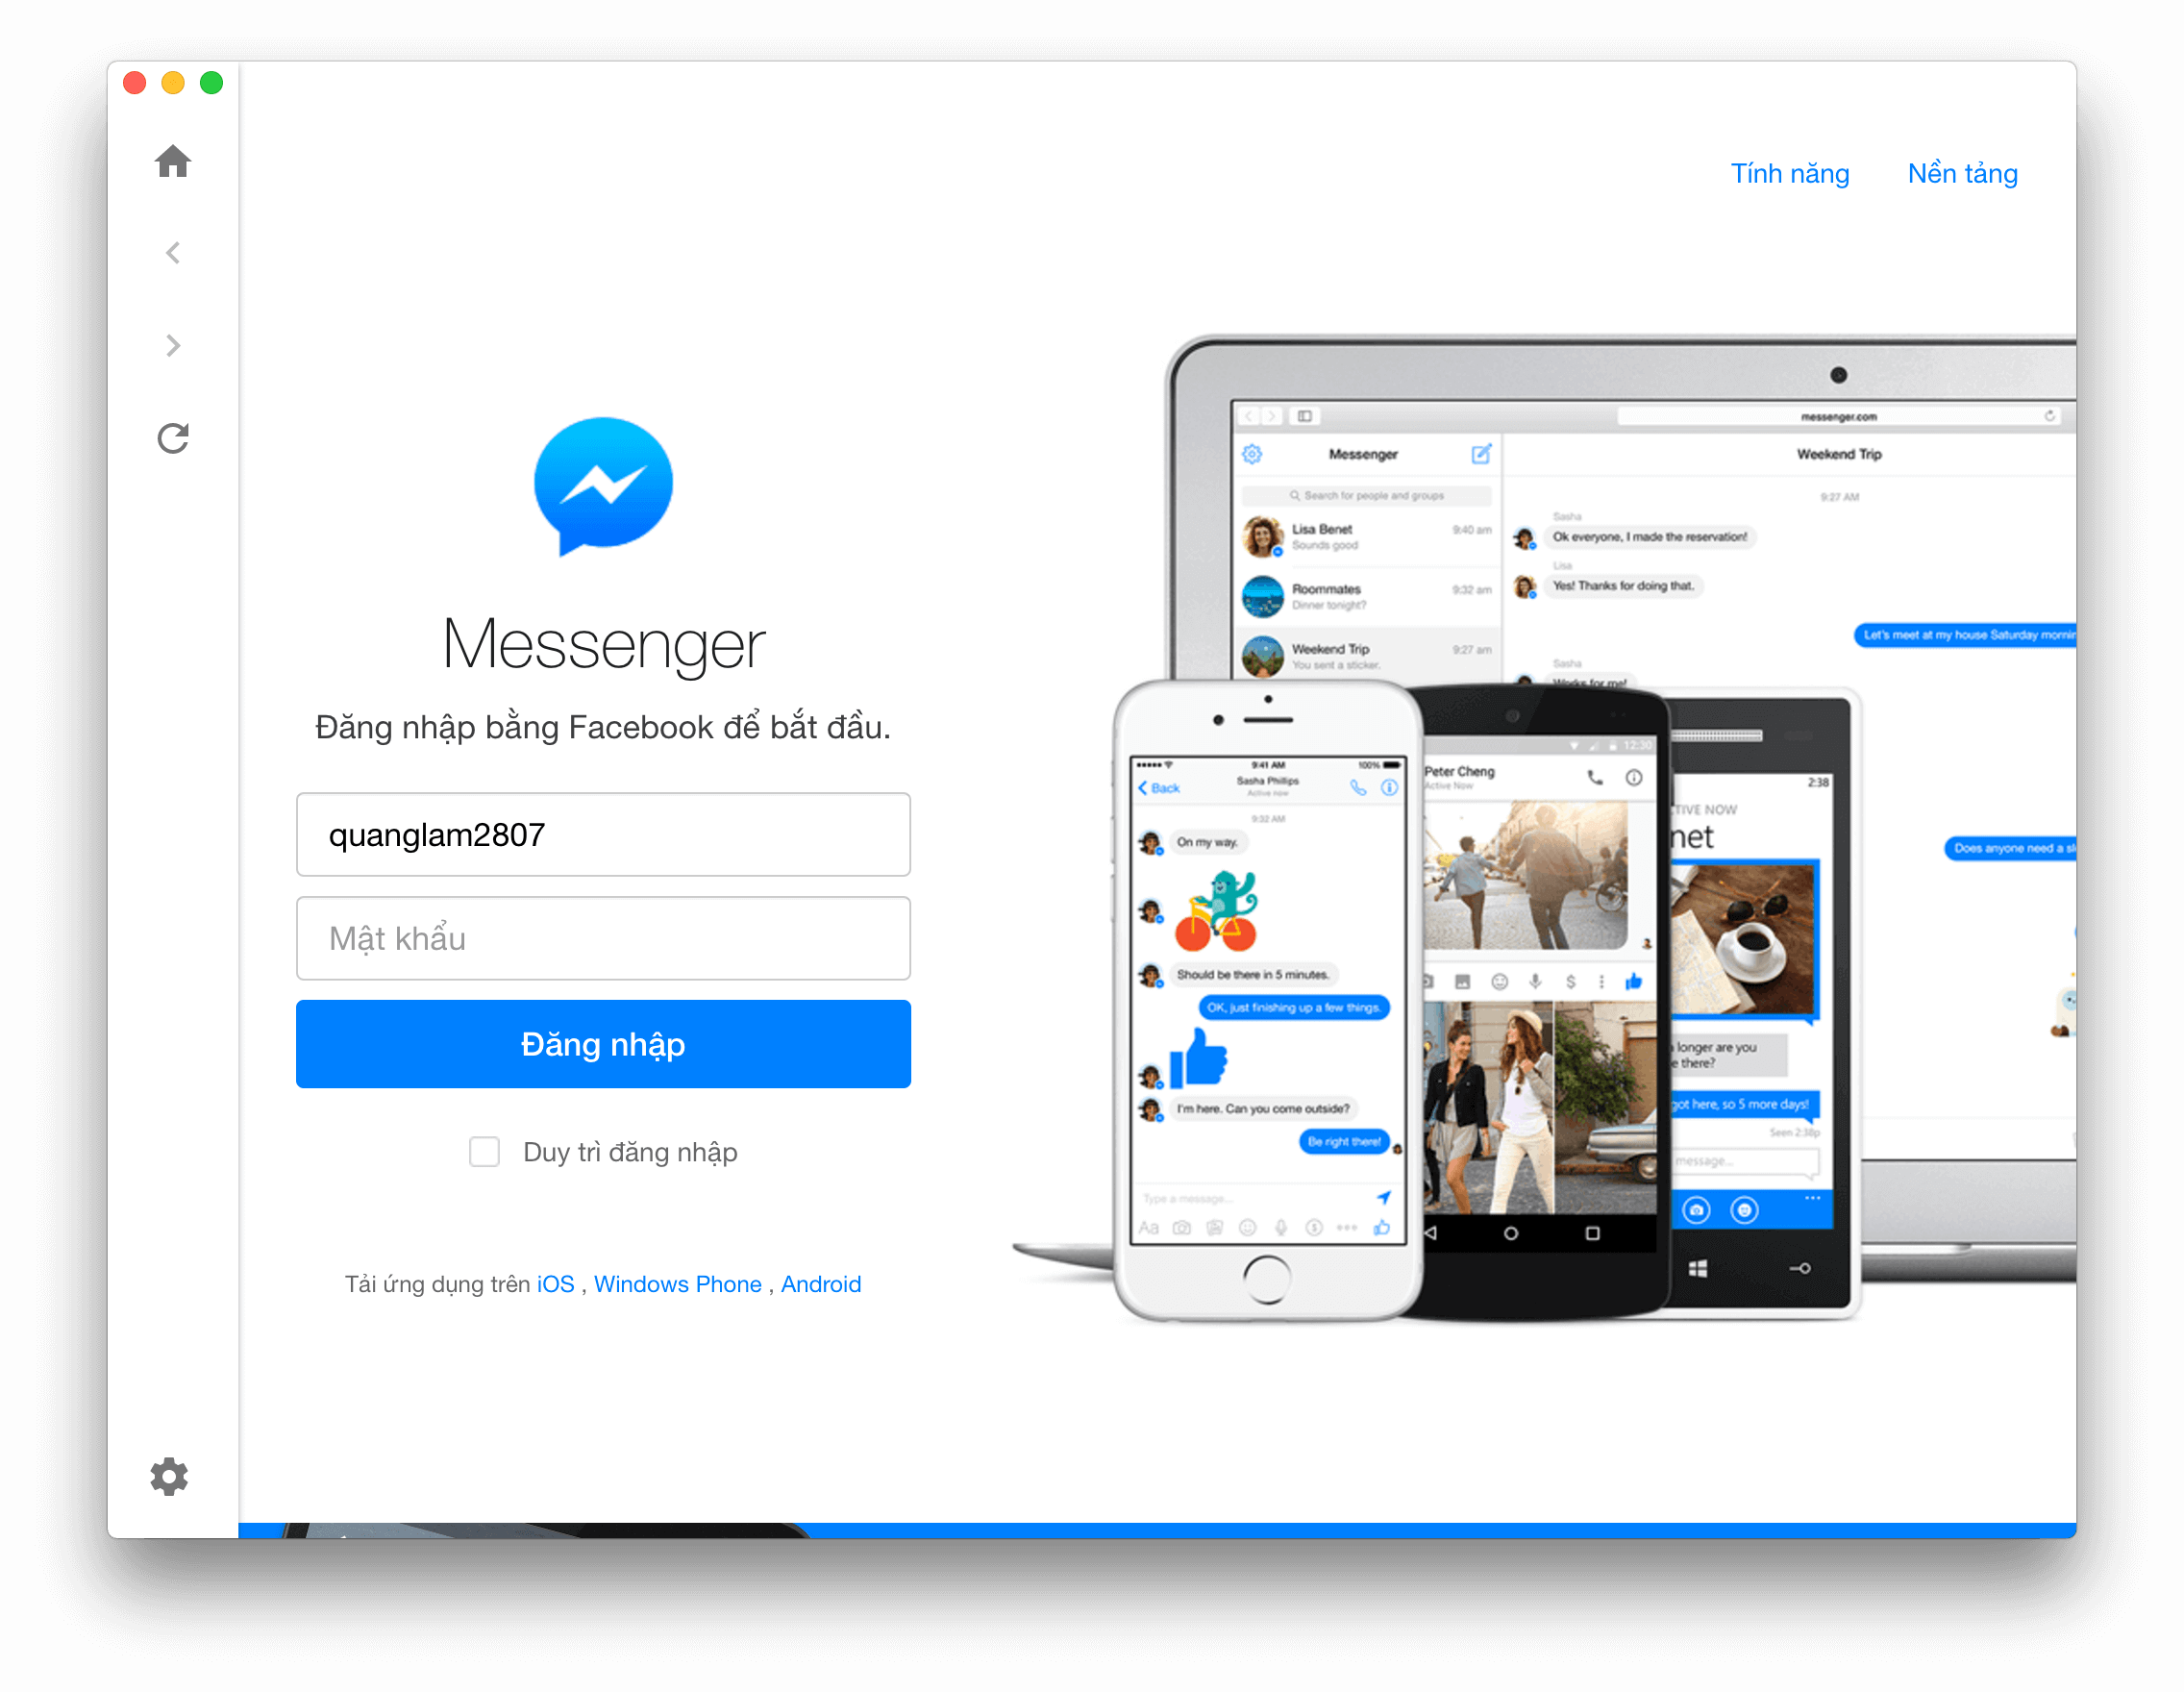 Tính năng
Nền tảng
Messenger
Đăng nhập bằng Facebook để bắt đầu.
quanglam2807
Mật khẩu
Đăng nhập
Duy trì đăng nhập
Tải ứng dụng trên iOS , Windows Phone , Android
messenger.com
Messenger
Search for people and groups
Lisa Benet
9:40 am
Sounds good
Roommates
9:32 am
Dinner tonight?
Weekend Trip
9:27 am
You sent a sticker.
Weekend Trip
9:27 AM
Sasha
Ok everyone, I made the reservation!
Lisa
Yes! Thanks for doing that.
Let's meet at my house Saturday
Sasha
Works for me!
Does anyone need a
9:41 AM
100%
Back
Sasha Phillips
Active now
9:32 AM
On my way.
Should be there in 5 minutes.
OK, just finishing up a few things.
I'm here. Can you come outside?
Be right there!
Type a message...
Aa
12:30
Peter Cheng
Active Now
2:38
NOW
longer are you
there?
got here, so 5 more days!
Seen 2:38p
message...